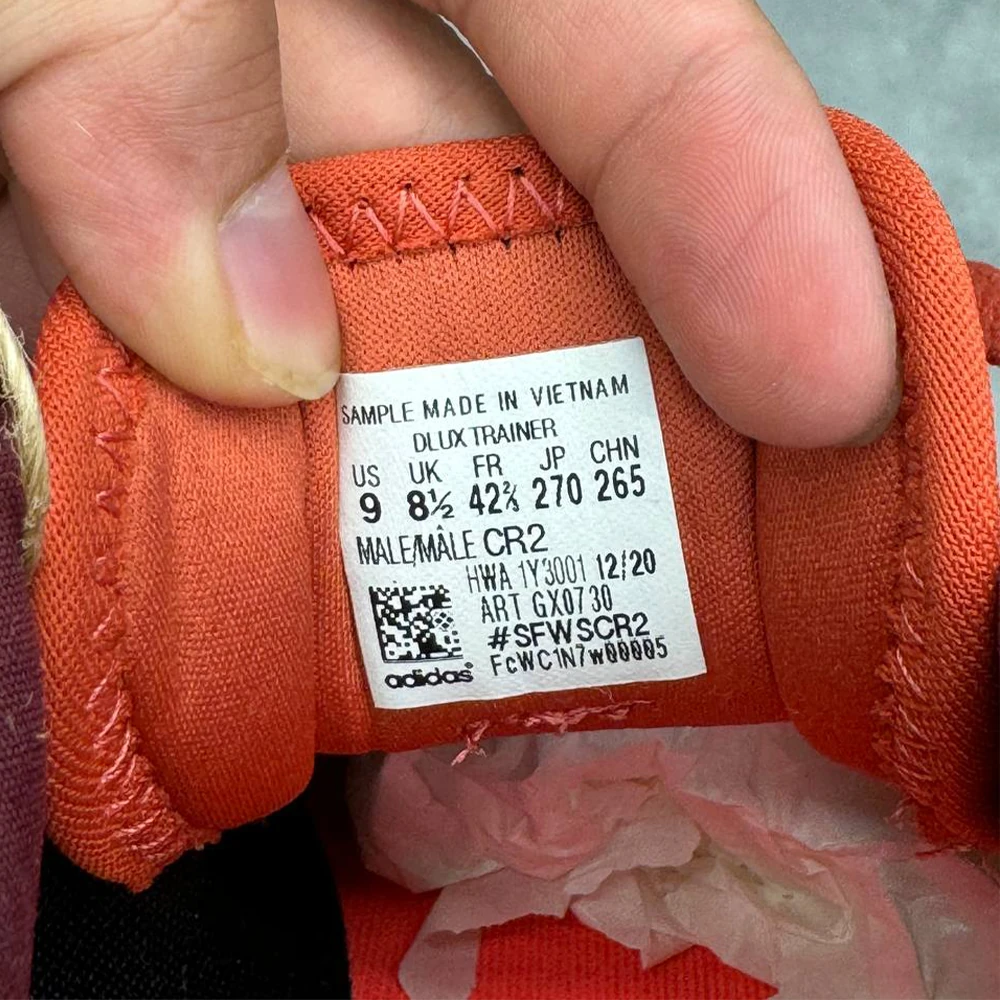 SAMPLE MADE IN VIETNAM
DLUX TRAINER
US UK FR JP CHN
9 8½ 42⅔ 270 265
MALE/MÂLE CR2
HWA 1Y3001 12/20
ART GX0730
#SFWSCR2
FcWC1N7w00005
adidas®